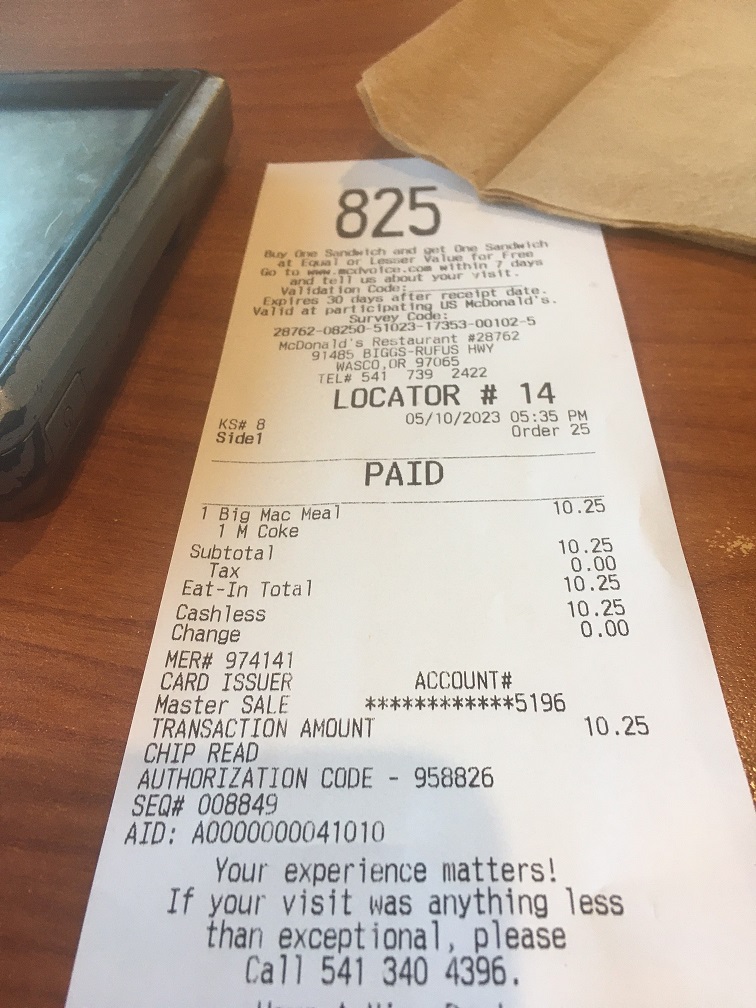 825
Buy One Sandwich and get One Sandwich
at Equal or Lesser Value for Free
Go to www.mcdvoice.com within 7 days
and tell us about your visit.
Validation Code:
Expires 30 days after receipt date.
Valid at participating US McDonald's.
Survey Code:
28762-08250-51023-17353-00102-5
McDonald's Restaurant #28762
91485 BIGGS-RUFUS HWY
WASCO,OR 97065
TEL# 541 739 2422
LOCATOR # 14
KS# 8 05/10/2023 05:35 PM
Side1 Order 25
PAID
1 Big Mac Meal 10.25
1 M Coke
Subtotal 10.25
Tax 0.00
Eat-In Total 10.25
Cashless 10.25
Change 0.00
MER# 974141
CARD ISSUER ACCOUNT#
Master SALE ************5196
TRANSACTION AMOUNT 10.25
CHIP READ
AUTHORIZATION CODE - 958826
SEQ# 008849
AID: A0000000041010
Your experience matters!
If your visit was anything less
than exceptional, please
Call 541 340 4396.